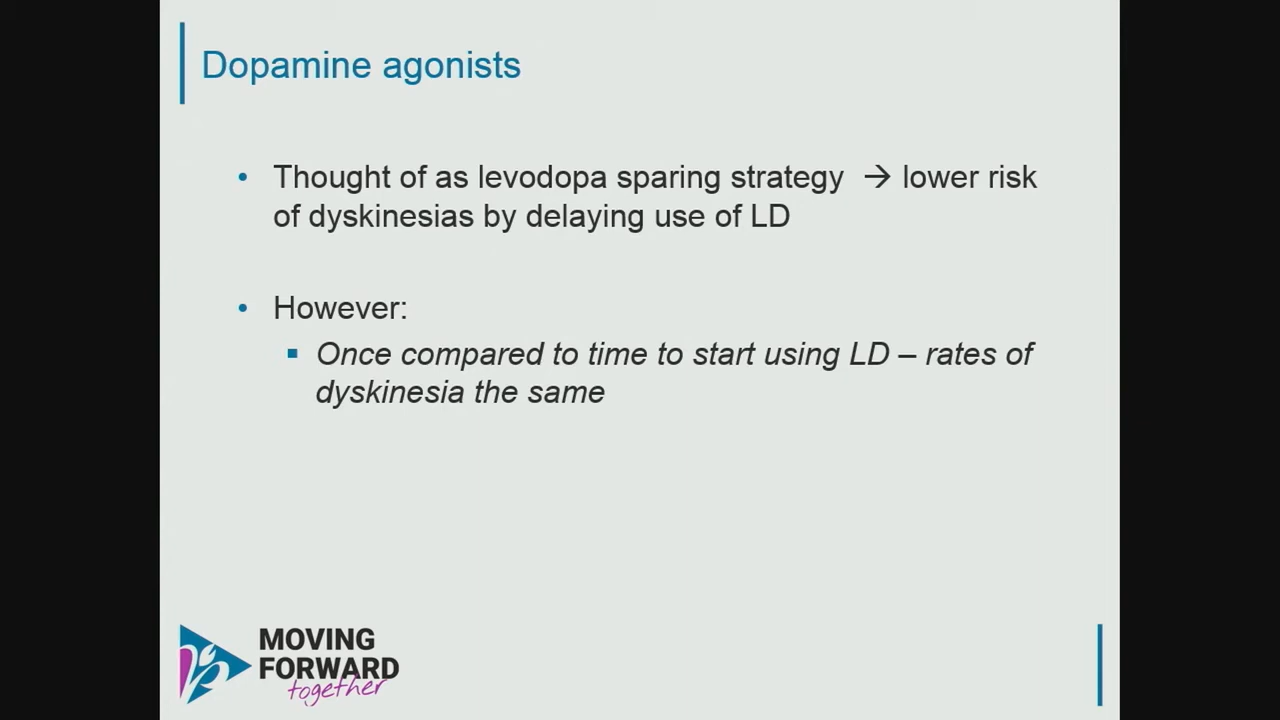 Dopamine agonists
• Thought of as levodopa sparing strategy → lower risk
of dyskinesias by delaying use of LD
• However:
▪ Once compared to time to start using LD – rates of
dyskinesia the same
MOVING
FORWARD
together